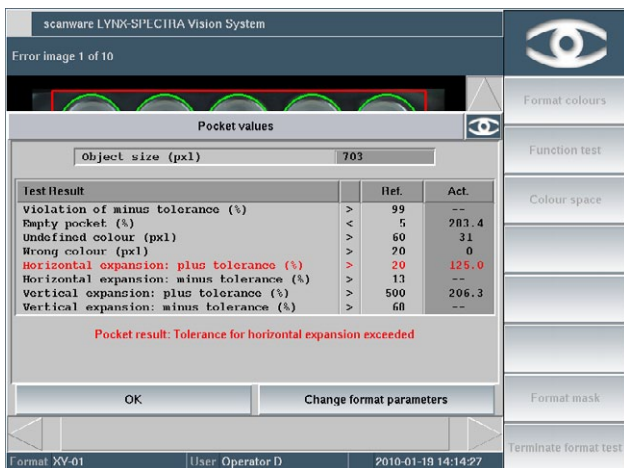 scanware LYNX-SPECTRA Vision System
Error image 1 of 10
Format colours
Pocket values
Function test
Object size (pxl) 703
Colour space
Test Result Ref. Act.
Violation of minus tolerance (%) > 99 --
Empty pocket (%) < 5 203.4
Undefined colour (pxl) > 60 31
Wrong colour (pxl) > 20 0
Horizontal expansion: plus tolerance (%) > 20 125.0
Horizontal expansion: minus tolerance (%) > 13 --
Vertical expansion: plus tolerance (%) > 500 206.3
Vertical expansion: minus tolerance (%) > 60 --
Pocket result: Tolerance for horizontal expansion exceeded
OK Change format parameters
Format mask
Terminate format test
Format XY-01 User Operator D 2010-01-19 14:14:27